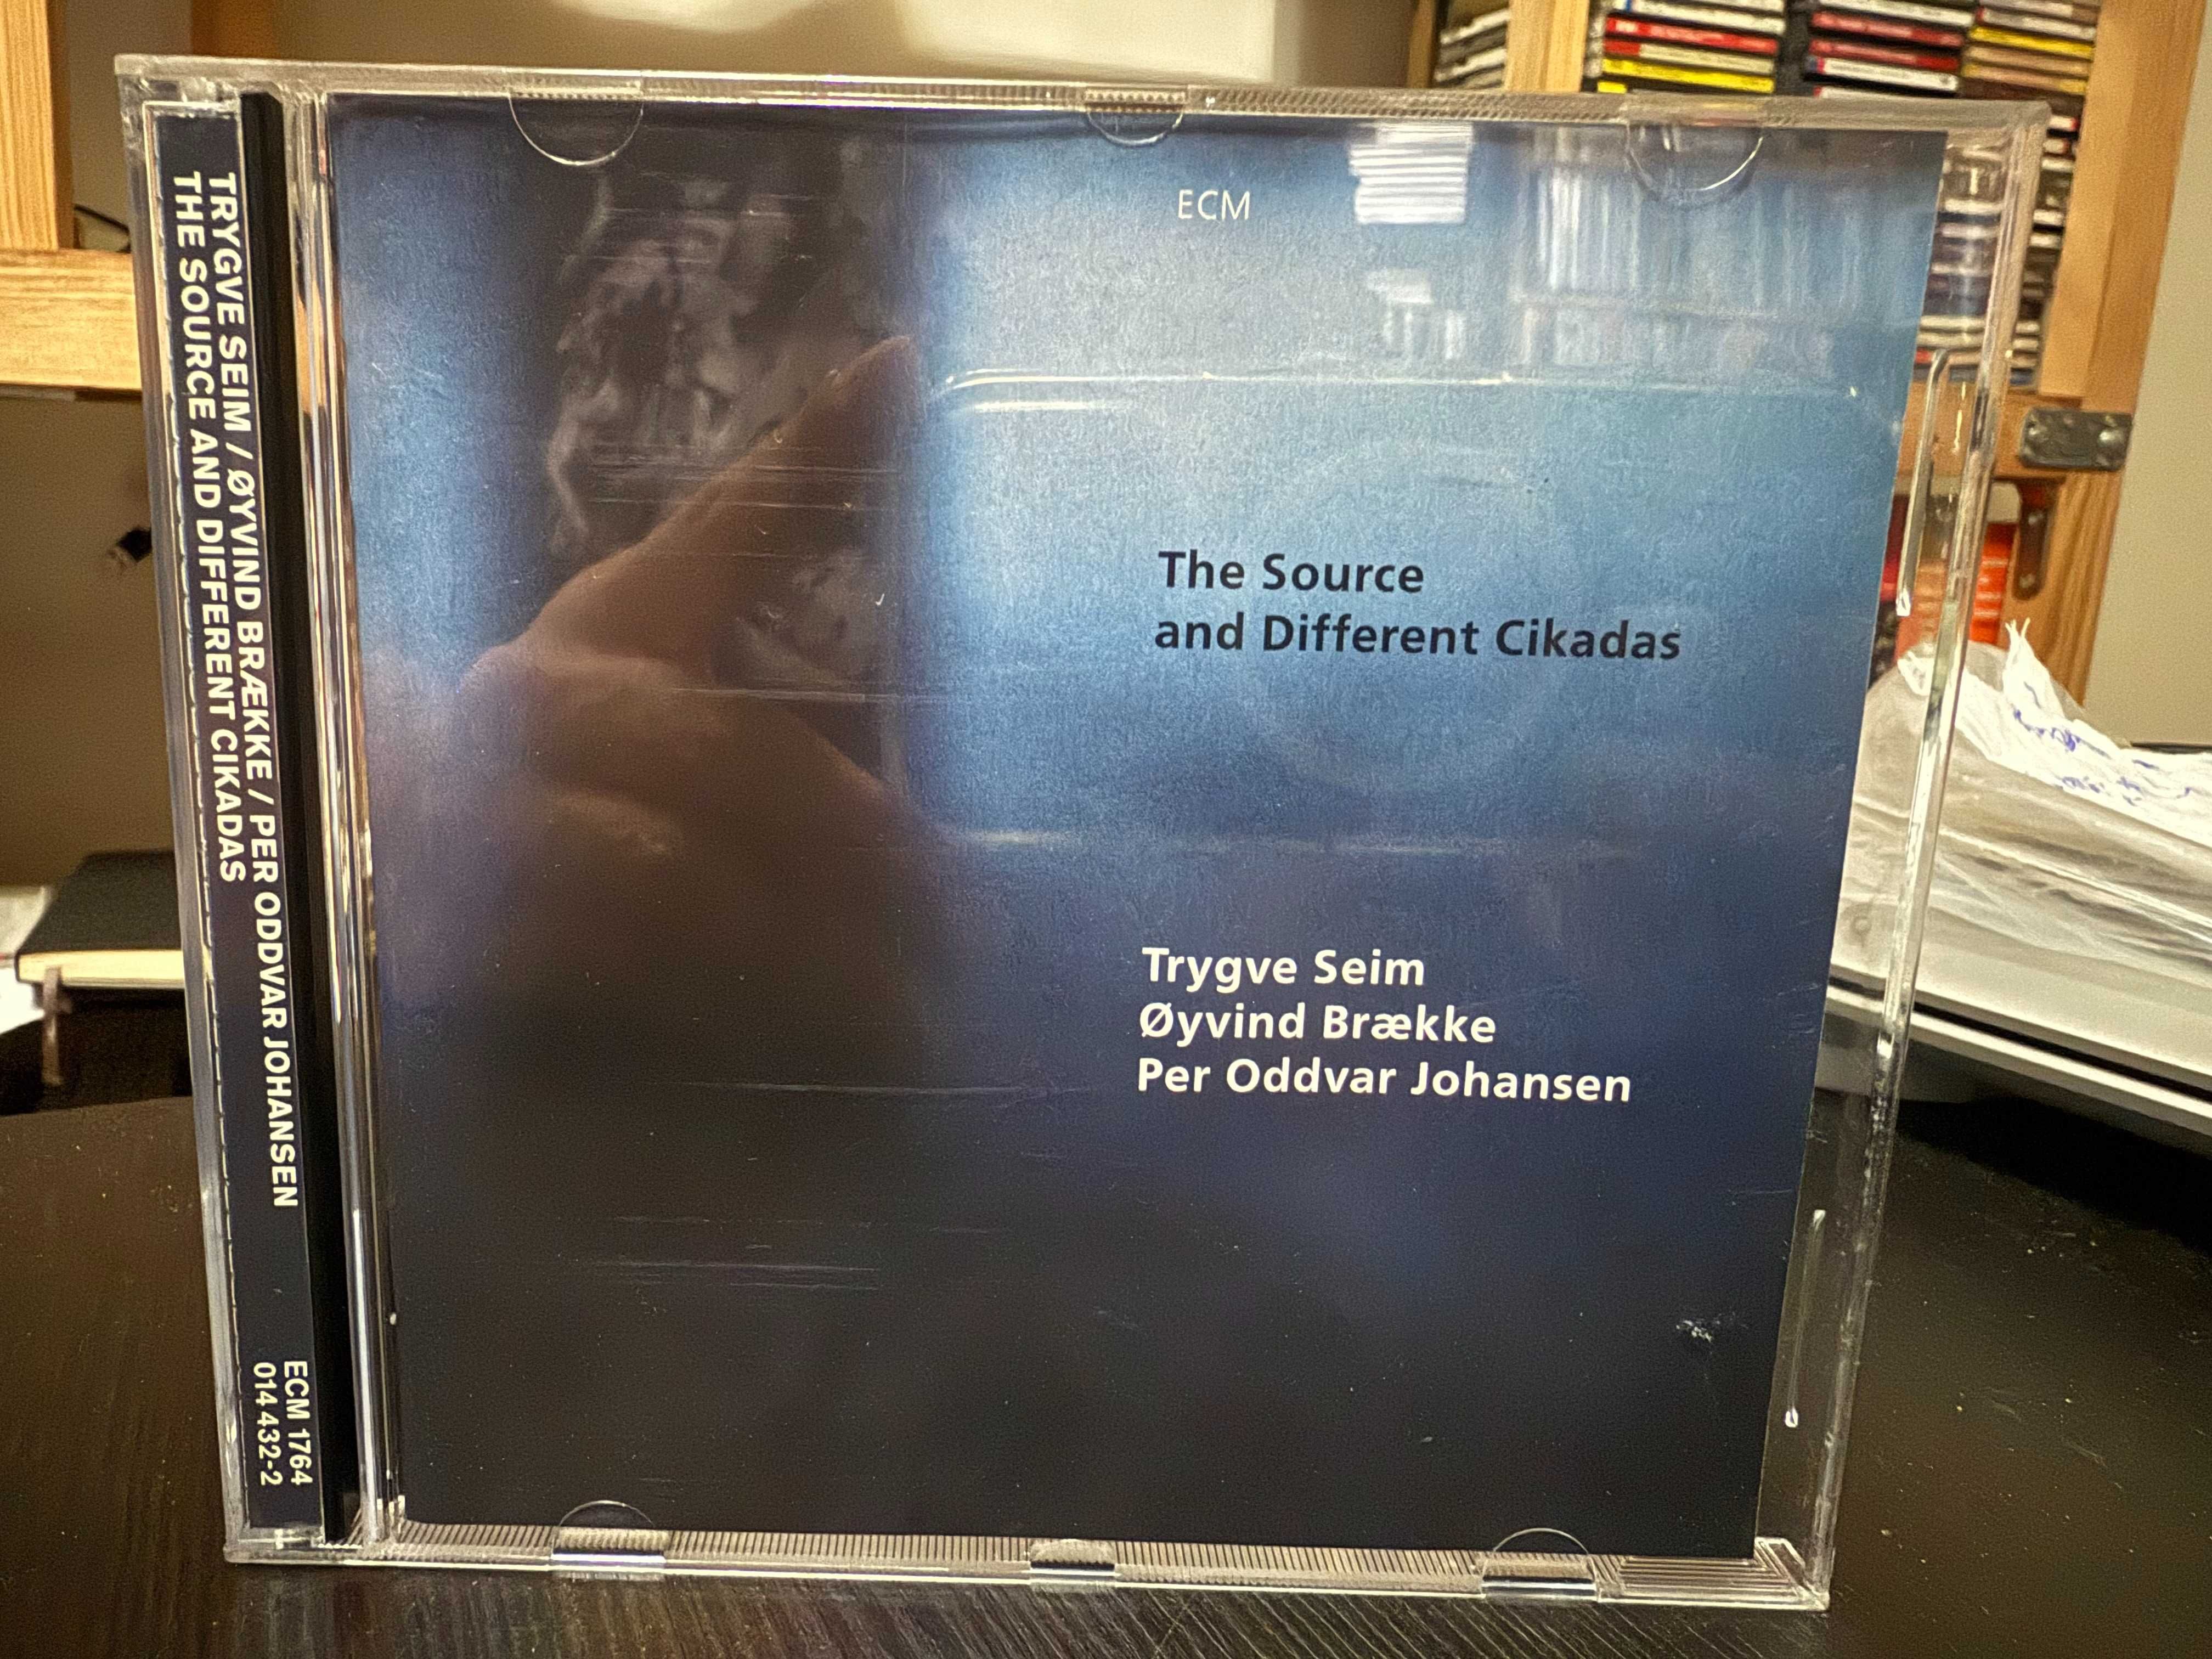 TRYGVE SEIM / ØYVIND BRÆKKE / PER ODDVAR JOHANSEN
THE SOURCE AND DIFFERENT CIKADAS
ECM 1764
014 432-2
ECM
The Source
and Different Cikadas
Trygve Seim
Øyvind Brække
Per Oddvar Johansen